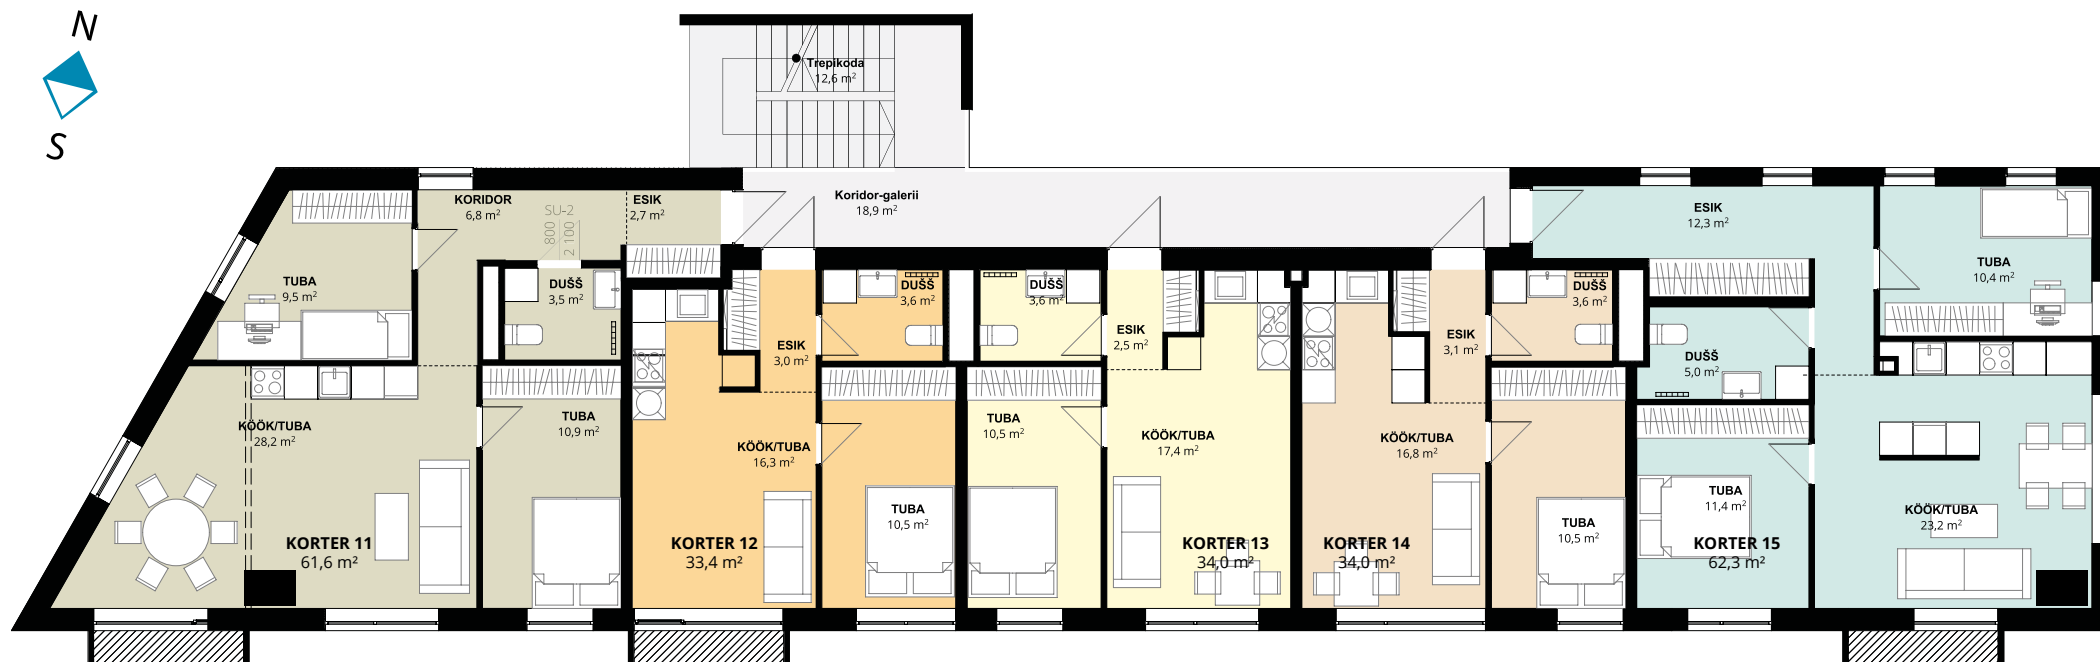 N
S
Trepikoda
12,6 m²
Koridor-galerii
18,9 m²
KORIDOR
6,8 m²
SU-2
800
2 100
ESIK
2,7 m²
TUBA
9,5 m²
DUŠŠ
3,5 m²
KÖÖK/TUBA
28,2 m²
TUBA
10,9 m²
KORTER 11
61,6 m²
ESIK
3,0 m²
DUŠŠ
3,6 m²
KÖÖK/TUBA
16,3 m²
TUBA
10,5 m²
KORTER 12
33,4 m²
DUŠŠ
3,6 m²
ESIK
2,5 m²
TUBA
10,5 m²
KÖÖK/TUBA
17,4 m²
KORTER 13
34,0 m²
ESIK
3,1 m²
DUŠŠ
3,6 m²
KÖÖK/TUBA
16,8 m²
TUBA
10,5 m²
KORTER 14
34,0 m²
ESIK
12,3 m²
TUBA
10,4 m²
DUŠŠ
5,0 m²
TUBA
11,4 m²
KÖÖK/TUBA
23,2 m²
KORTER 15
62,3 m²